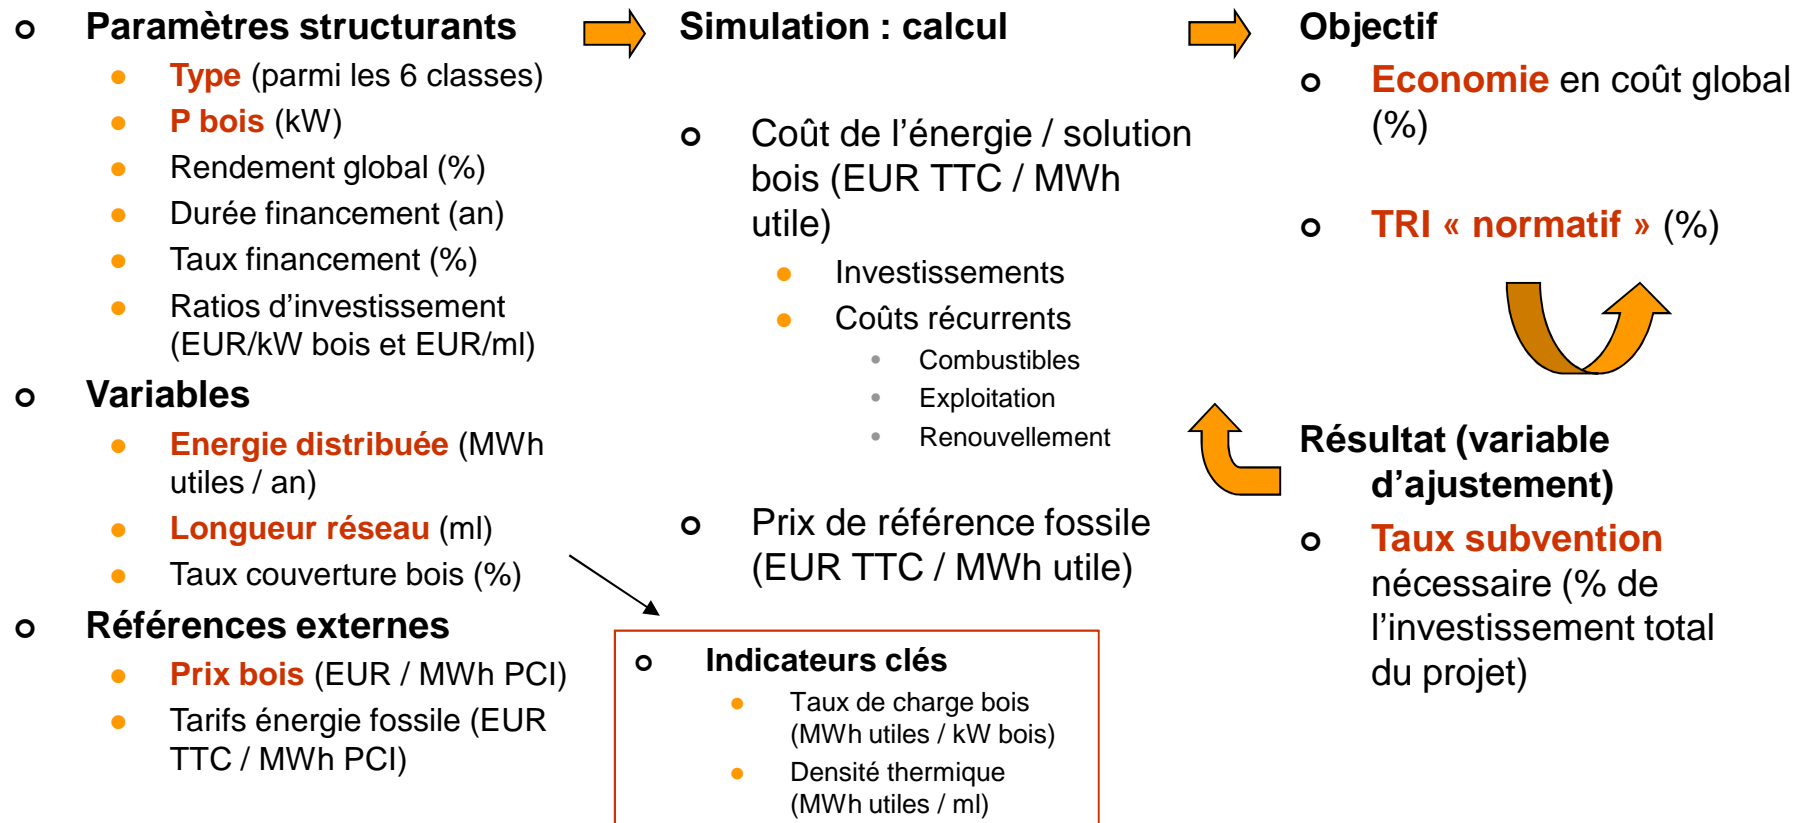 Paramètres structurants
Type (parmi les 6 classes)
P bois (kW)
Rendement global (%)
Durée financement (an)
Taux financement (%)
Ratios d'investissement
(EUR/kW bois et EUR/ml)
Variables
Energie distribuée (MWh
utiles / an)
Longueur réseau (ml)
Taux couverture bois (%)
Références externes
Prix bois (EUR / MWh PCI)
Tarifs énergie fossile (EUR
TTC / MWh PCI)
Simulation : calcul
Coût de l'énergie / solution
bois (EUR TTC / MWh
utile)
Investissements
Coûts récurrents
Combustibles
Exploitation
Renouvellement
Prix de référence fossile
(EUR TTC / MWh utile)
Indicateurs clés
Taux de charge bois
(MWh utiles / kW bois)
Densité thermique
(MWh utiles / ml)
Objectif
Economie en coût global
(%)
TRI « normatif » (%)
Résultat (variable
d'ajustement)
Taux subvention
nécessaire (% de
l'investissement total
du projet)